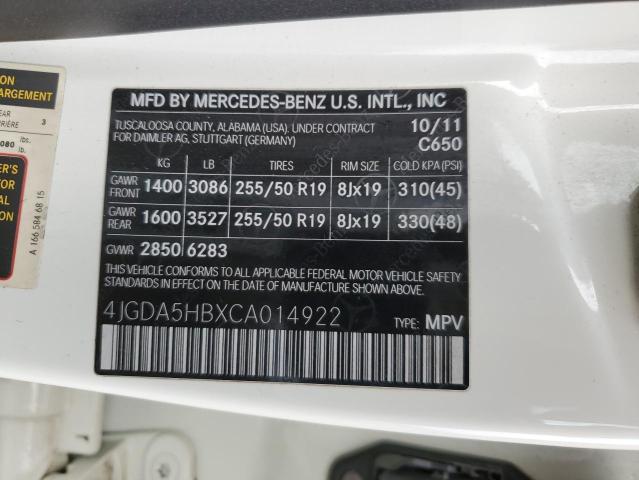 ON
ARGEMENT
EAR
RIÈRE 3
080 lbs.
kg.
ER'S
A 166 584 68 15
MFD BY MERCEDES-BENZ U.S. INTL., INC
TUSCALOOSA COUNTY, ALABAMA (USA). UNDER CONTRACT 10/11
FOR DAIMLER AG, STUTTGART (GERMANY) C650
KG LB TIRES RIM SIZE COLD KPA (PSI)
GAWR FRONT 1400 3086 255/50 R19 8Jx19 310(45)
GAWR REAR 1600 3527 255/50 R19 8Jx19 330(48)
GVWR 2850 6283
THIS VEHICLE CONFORMS TO ALL APPLICABLE FEDERAL MOTOR VEHICLE SAFETY
STANDARDS IN EFFECT ON THE DATE OF MANUFACTURE SHOWN ABOVE.
4JGDA5HBXCA014922 TYPE: MPV